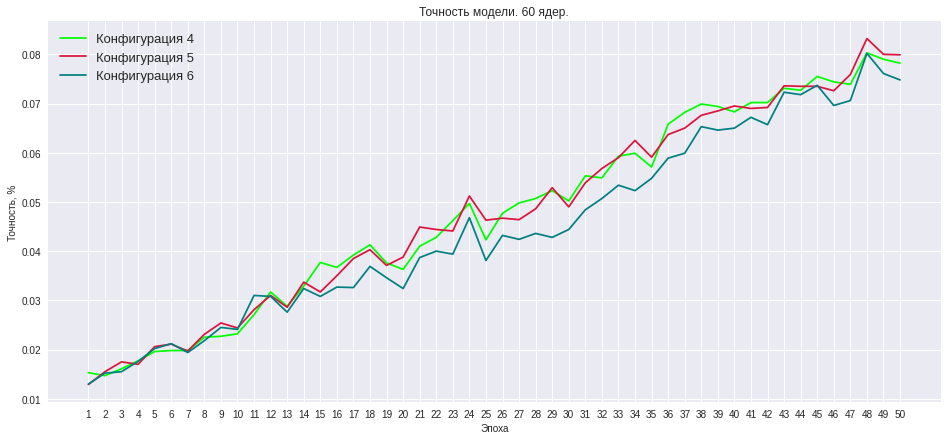 Точность модели. 60 ядер.
Конфигурация 4
Конфигурация 5
Конфигурация 6
Точность, %
0.08
0.07
0.06
0.05
0.04
0.03
0.02
0.01
1 2 3 4 5 6 7 8 9 10 11 12 13 14 15 16 17 18 19 20 21 22 23 24 25 26 27 28 29 30 31 32 33 34 35 36 37 38 39 40 41 42 43 44 45 46 47 48 49 50
Эпоха